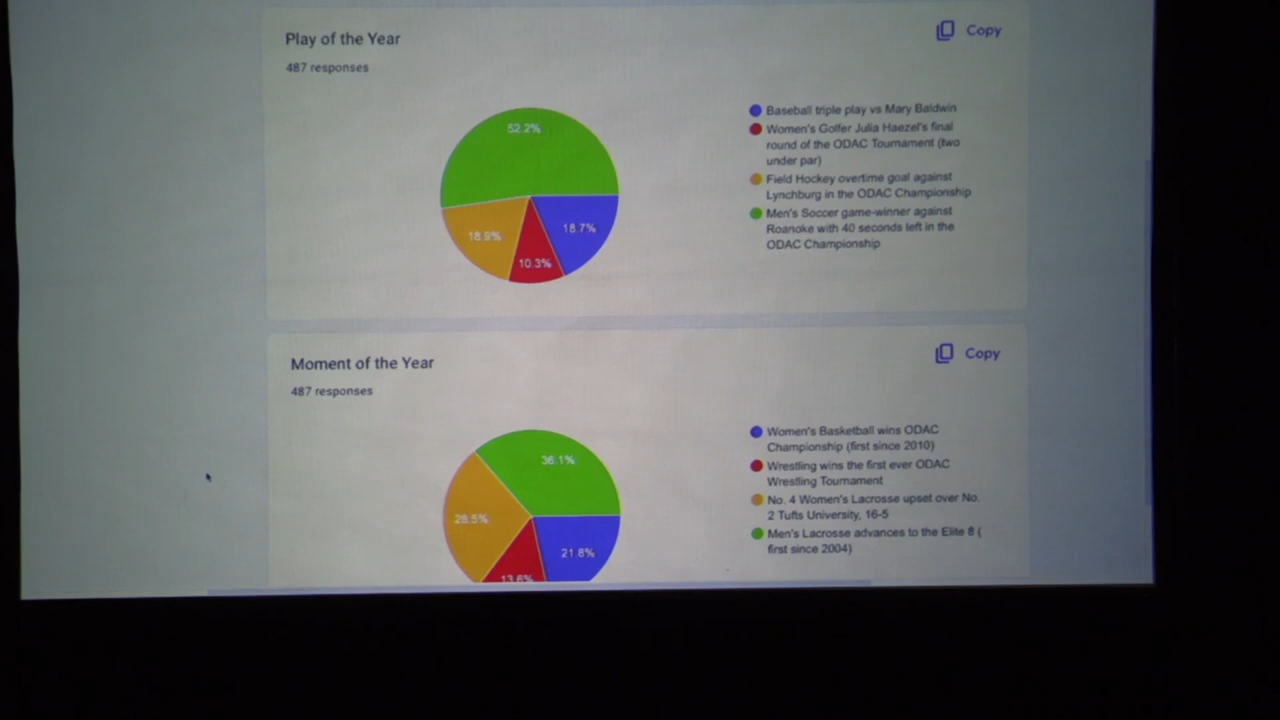 Play of the Year
Copy
487 responses
52.2%
18.9%
10.3%
18.7%
Baseball triple play vs Mary Baldwin
Women's Golfer Julia Haezel's final
round of the ODAC Tournament (two
under par)
Field Hockey overtime goal against
Lynchburg in the ODAC Championship
Men's Soccer game-winner against
Roanoke with 40 seconds left in the
ODAC Championship
Moment of the Year
Copy
487 responses
36.1%
28.5%
13.6%
21.8%
Women's Basketball wins ODAC
Championship (first since 2010)
Wrestling wins the first ever ODAC
Wrestling Tournament
No. 4 Women's Lacrosse upset over No.
2 Tufts University, 16-5
Men's Lacrosse advances to the Elite 8 (
first since 2004)